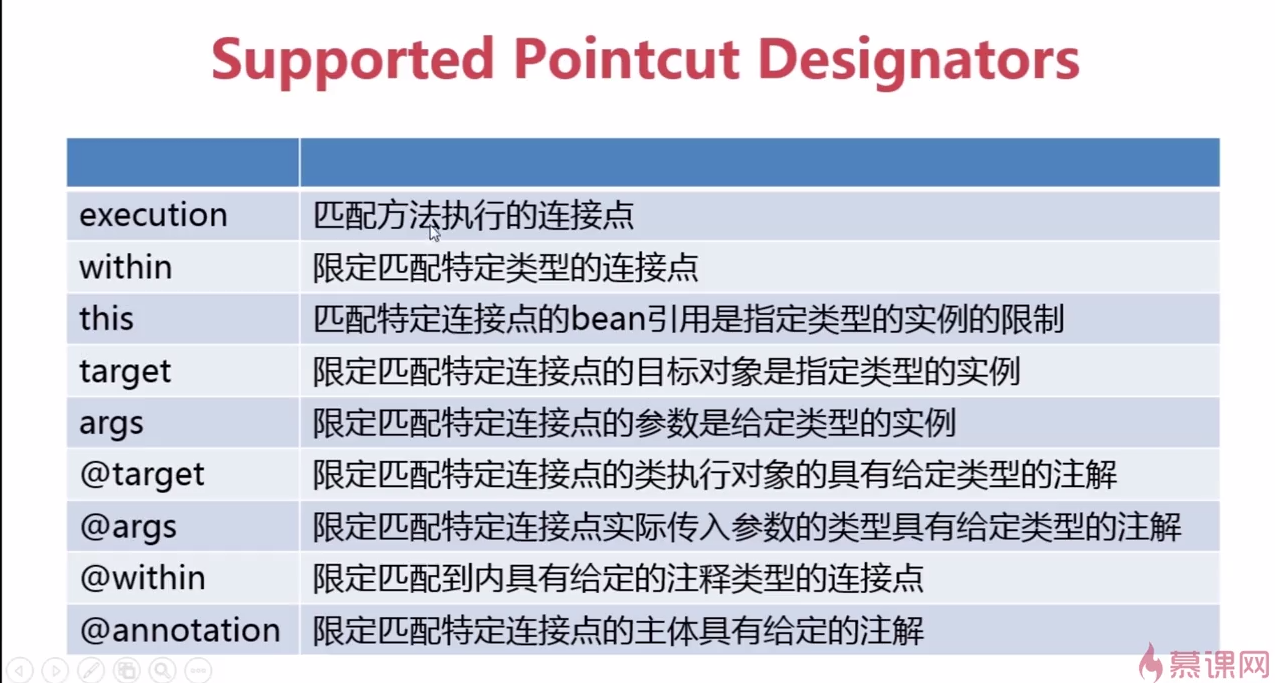 Supported Pointcut Designators
execution 匹配方法执行的连接点
within 限定匹配特定类型的连接点
this 匹配特定连接点的bean引用是指定类型的实例的限制
target 限定匹配特定连接点的目标对象是指定类型的实例
args 限定匹配特定连接点的参数是给定类型的实例
@target 限定匹配特定连接点的类执行对象的具有给定类型的注解
@args 限定匹配特定连接点实际传入参数的类型具有给定类型的注解
@within 限定匹配到内具有给定的注释类型的连接点
@annotation 限定匹配特定连接点的主体具有给定的注解
慕课网